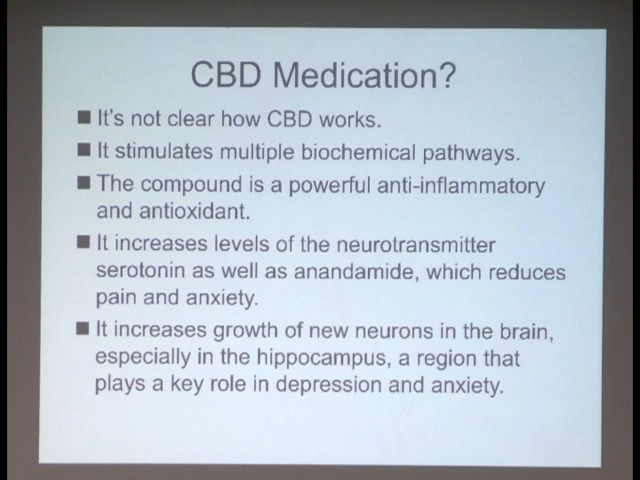 CBD Medication?
■ It's not clear how CBD works.
■ It stimulates multiple biochemical pathways.
■ The compound is a powerful anti-inflammatory
and antioxidant.
■ It increases levels of the neurotransmitter
serotonin as well as anandamide, which reduces
pain and anxiety.
■ It increases growth of new neurons in the brain,
especially in the hippocampus, a region that
plays a key role in depression and anxiety.